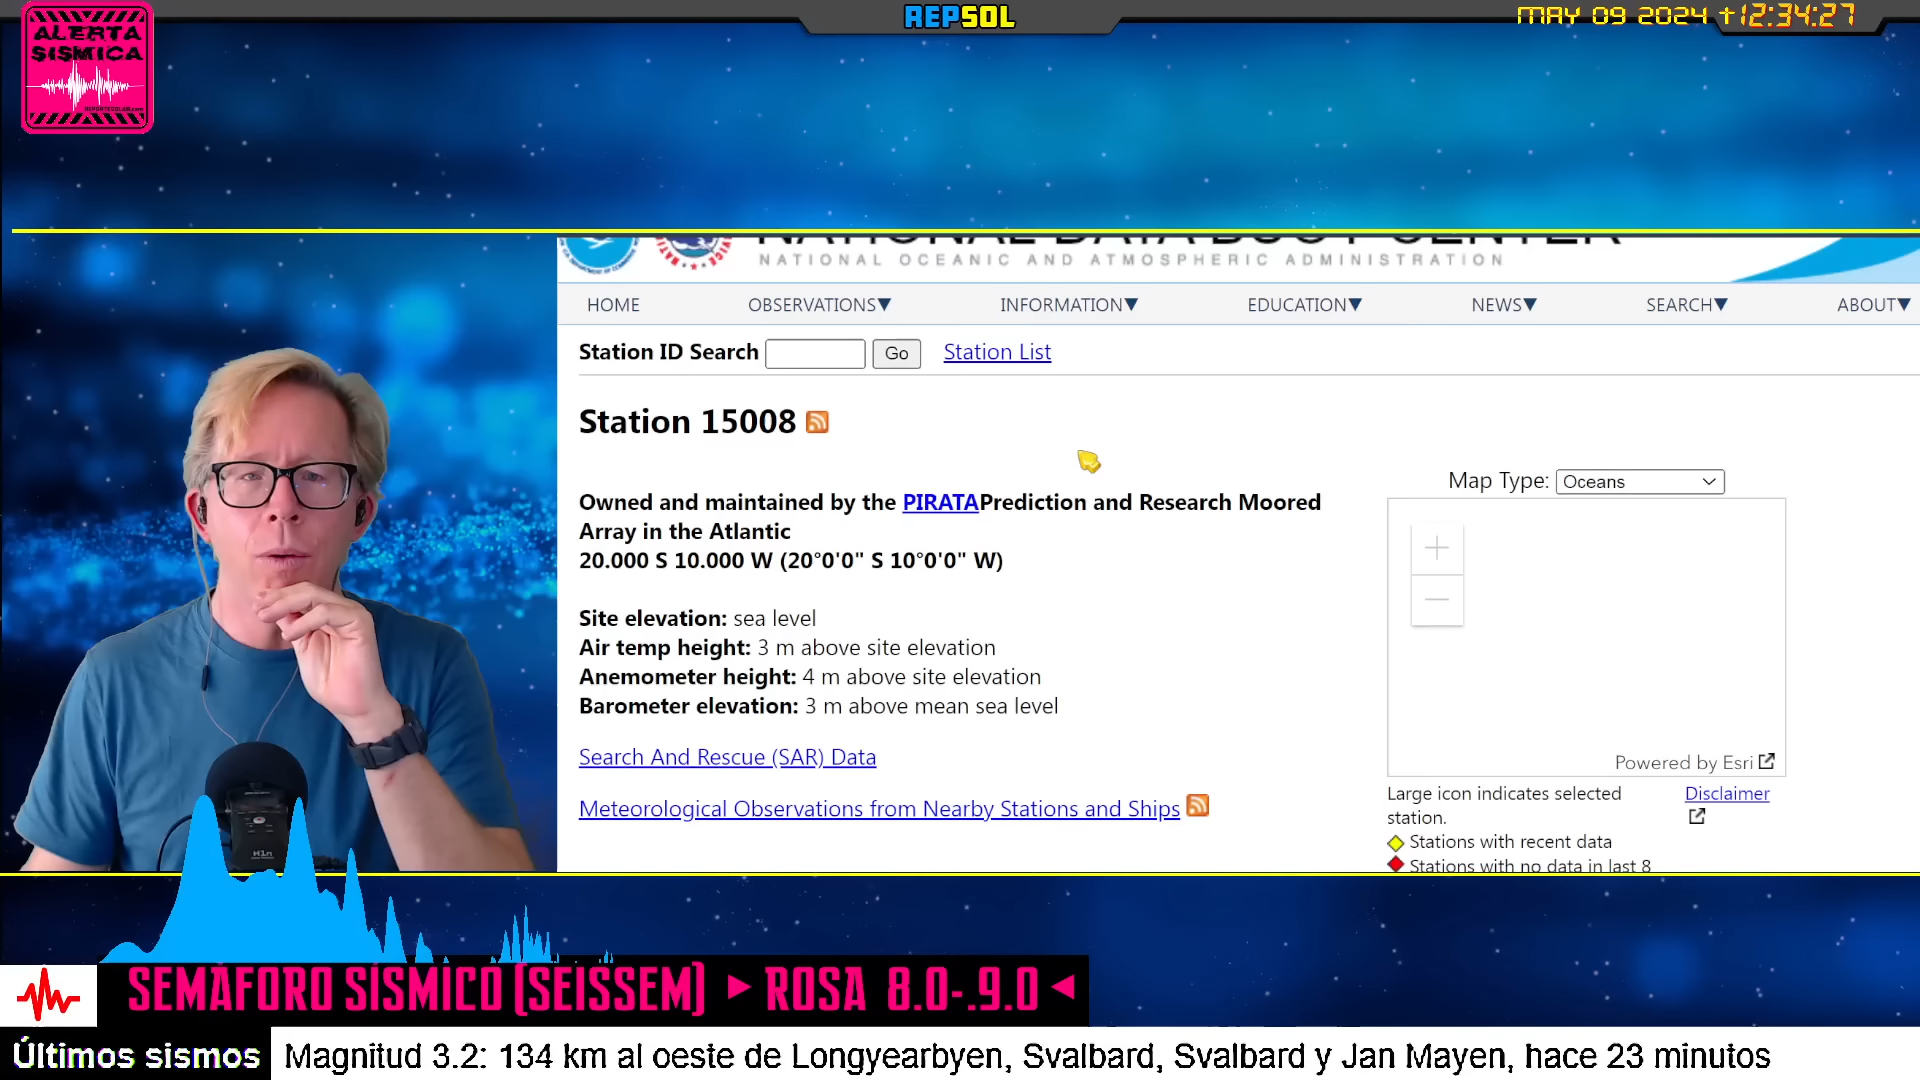 ALERTA
SISMICA
REPSOL
MAY 09 2024 +12:34:27
NATIONAL DATA BUOY CENTER
NATIONAL OCEANIC AND ATMOSPHERIC ADMINISTRATION
HOME OBSERVATIONS▼ INFORMATION▼ EDUCATION▼ NEWS▼ SEARCH▼ ABOUT▼
Station ID Search Go Station List
Station 15008
Owned and maintained by the PIRATAPrediction and Research Moored
Array in the Atlantic
20.000 S 10.000 W (20°0'0" S 10°0'0" W)
Site elevation: sea level
Air temp height: 3 m above site elevation
Anemometer height: 4 m above site elevation
Barometer elevation: 3 m above mean sea level
Search And Rescue (SAR) Data
Meteorological Observations from Nearby Stations and Ships
Map Type: Oceans
+
−
Powered by Esri
Large icon indicates selected
station.
Disclaimer
Stations with recent data
Stations with no data in last 8
H1n
SEMÁFORO SÍSMICO (SEISSEM) ► ROSA 8.0-.9.0 ◄
Últimos sismos Magnitud 3.2: 134 km al oeste de Longyearbyen, Svalbard, Svalbard y Jan Mayen, hace 23 minutos